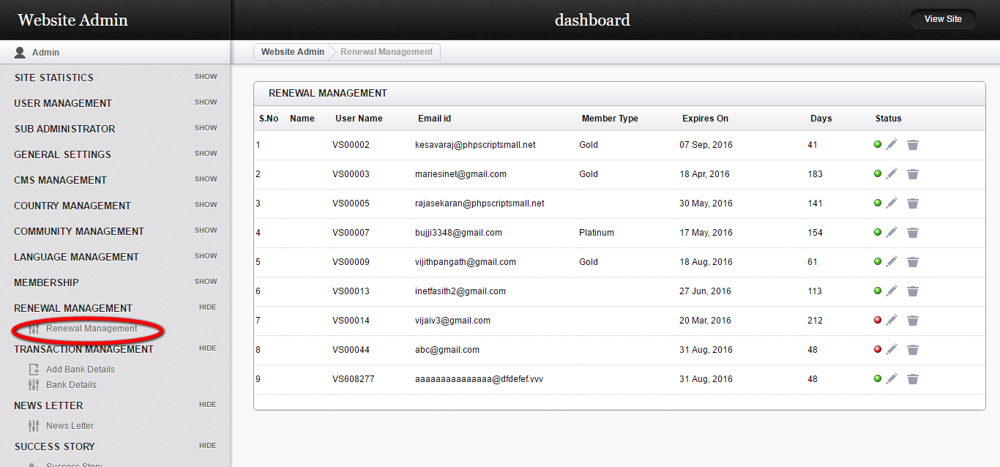 Website Admin
dashboard
View Site
Admin
Website Admin
Renewal Management
SITE STATISTICS SHOW
USER MANAGEMENT SHOW
SUB ADMINISTRATOR SHOW
GENERAL SETTINGS SHOW
CMS MANAGEMENT SHOW
COUNTRY MANAGEMENT SHOW
COMMUNITY MANAGEMENT SHOW
LANGUAGE MANAGEMENT SHOW
MEMBERSHIP SHOW
RENEWAL MANAGEMENT HIDE
Renewal Management
TRANSACTION MANAGEMENT HIDE
Add Bank Details
Bank Details
NEWS LETTER HIDE
News Letter
SUCCESS STORY HIDE
Success Story
RENEWAL MANAGEMENT
S.No Name User Name Email id Member Type Expires On Days Status
1 VS00002 kesavaraj@phpscriptsmall.net Gold 07 Sep, 2016 41
2 VS00003 mariesinet@gmail.com Gold 18 Apr, 2016 183
3 VS00005 rajasekaran@phpscriptsmall.net 30 May, 2016 141
4 VS00007 bujji3348@gmail.com Platinum 17 May, 2016 154
5 VS00009 vijithpangath@gmail.com Gold 18 Aug, 2016 61
6 VS00013 inetfasith2@gmail.com 27 Jun, 2016 113
7 VS00014 vijaiv3@gmail.com 20 Mar, 2016 212
8 VS00044 abc@gmail.com 31 Aug, 2016 48
9 VS608277 aaaaaaaaaaaaaaa@dfdefef.vvv 31 Aug, 2016 48